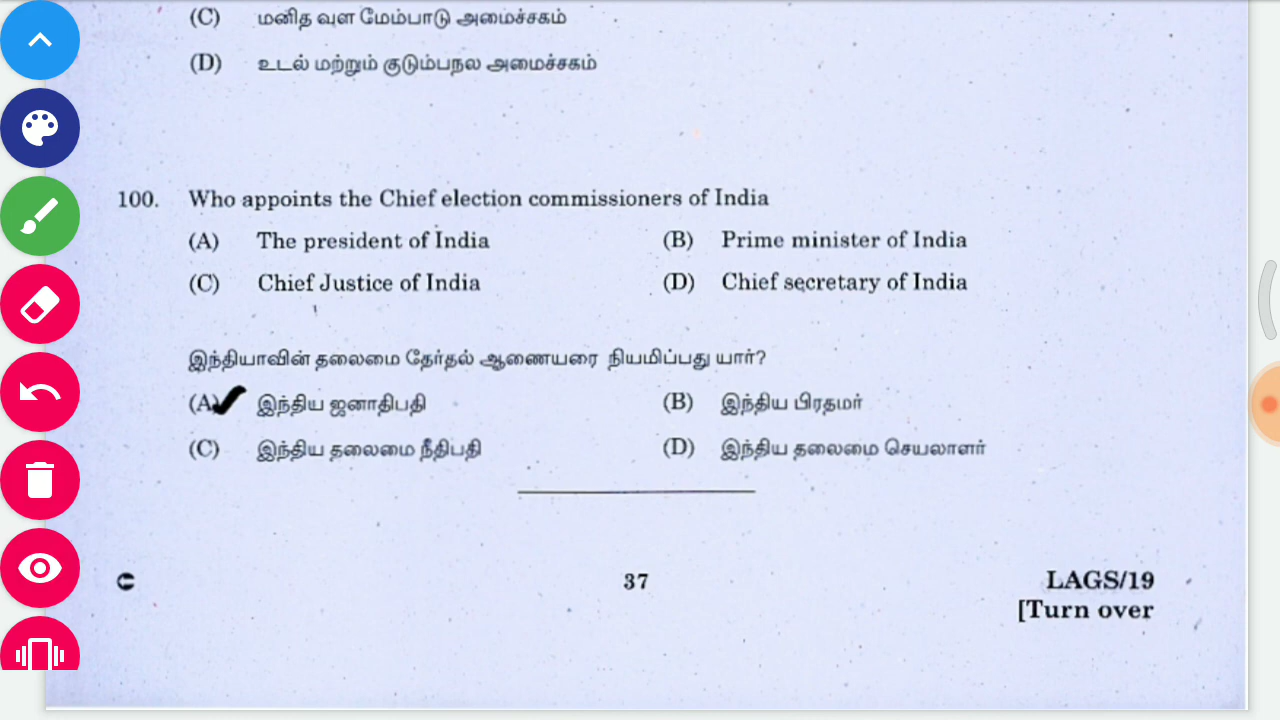 (C) மனித வள மேம்பாடு அமைச்சகம்
(D) உடல் மற்றும் குடும்பநல அமைச்சகம்
100. Who appoints the Chief election commissioners of India
(A) The president of India (B) Prime minister of India
(C) Chief Justice of India (D) Chief secretary of India
இந்தியாவின் தலைமை தேர்தல் ஆணையரை நியமிப்பது யார்?
(A) இந்திய ஜனாதிபதி (B) இந்திய பிரதமர்
(C) இந்திய தலைமை நீதிபதி (D) இந்திய தலைமை செயலாளர்
37 LAGS/19
[Turn over